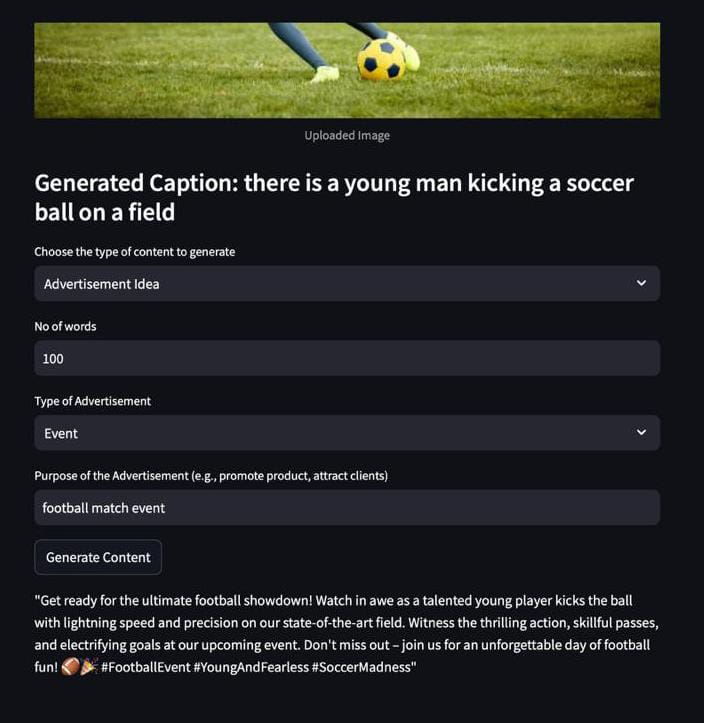 Uploaded Image
Generated Caption: there is a young man kicking a soccer
ball on a field
Choose the type of content to generate
Advertisement Idea
No of words
100
Type of Advertisement
Event
Purpose of the Advertisement (e.g., promote product, attract clients)
football match event
Generate Content
"Get ready for the ultimate football showdown! Watch in awe as a talented young player kicks the ball
with lightning speed and precision on our state-of-the-art field. Witness the thrilling action, skillful passes,
and electrifying goals at our upcoming event. Don't miss out – join us for an unforgettable day of football
fun! 🏈🎉 #FootballEvent #YoungAndFearless #SoccerMadness"